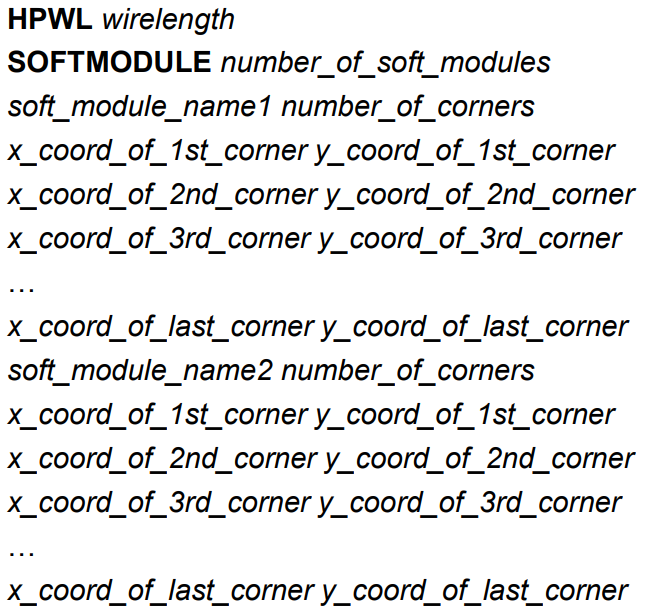 HPWL wirelength
SOFTMODULE number_of_soft_modules
soft_module_name1 number_of_corners
x_coord_of_1st_corner y_coord_of_1st_corner
x_coord_of_2nd_corner y_coord_of_2nd_corner
x_coord_of_3rd_corner y_coord_of_3rd_corner
…
x_coord_of_last_corner y_coord_of_last_corner
soft_module_name2 number_of_corners
x_coord_of_1st_corner y_coord_of_1st_corner
x_coord_of_2nd_corner y_coord_of_2nd_corner
x_coord_of_3rd_corner y_coord_of_3rd_corner
…
x_coord_of_last_corner y_coord_of_last_corner